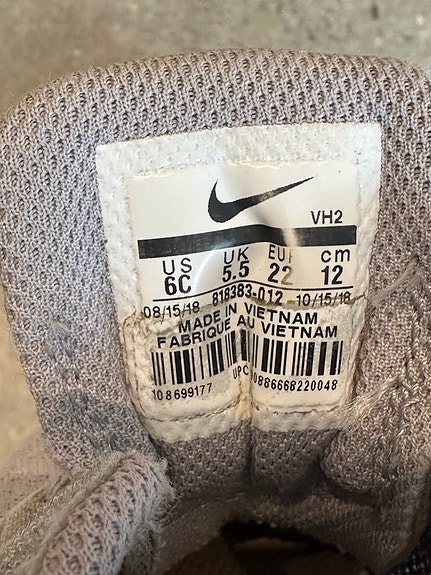 VH2
US UK EUR cm
6C 5.5 22 12
08/15/18 818383-012 10/15/18
MADE IN VIETNAM
FABRIQUE AU VIETNAM
108699177 UPC 00886668220048